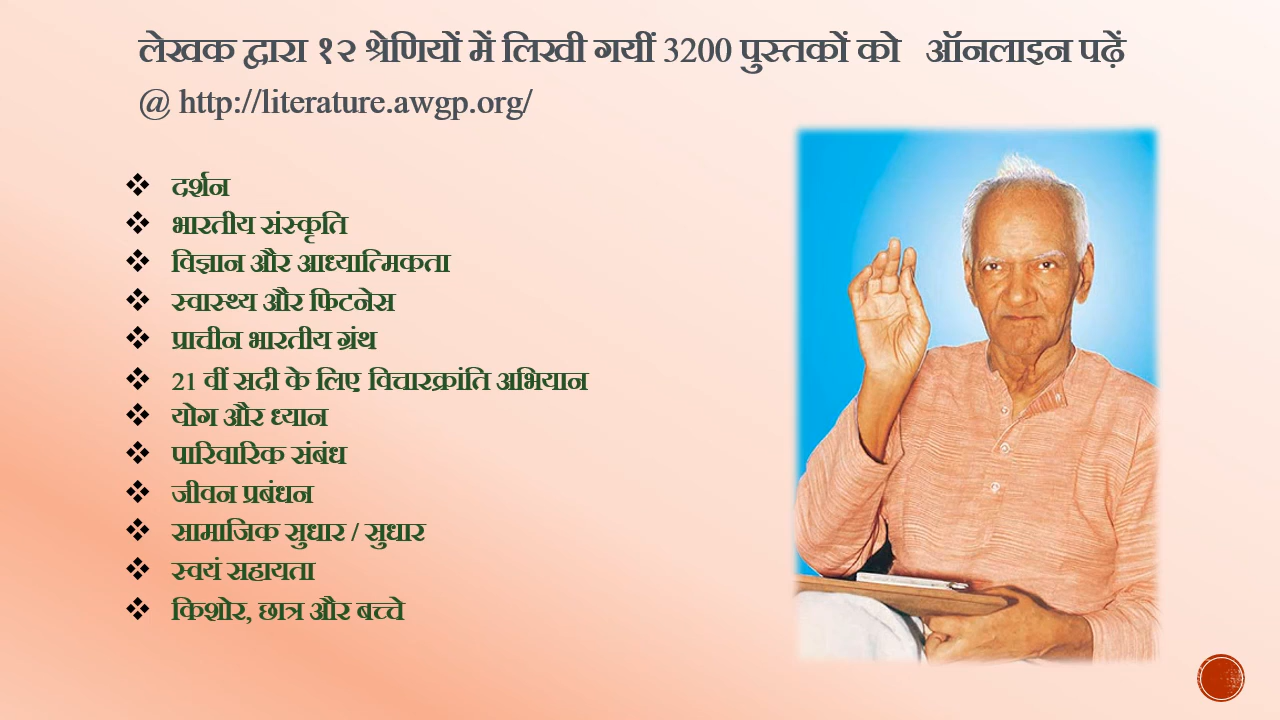 लेखक द्वारा १२ श्रेणियों में लिखी गयीं 3200 पुस्तकों को ऑनलाइन पढ़ें
@ http://literature.awgp.org/
❖ दर्शन
❖ भारतीय संस्कृति
❖ विज्ञान और आध्यात्मिकता
❖ स्वास्थ्य और फिटनेस
❖ प्राचीन भारतीय ग्रंथ
❖ 21 वीं सदी के लिए विचारक्रांति अभियान
❖ योग और ध्यान
❖ पारिवारिक संबंध
❖ जीवन प्रबंधन
❖ सामाजिक सुधार / सुधार
❖ स्वयं सहायता
❖ किशोर, छात्र और बच्चे